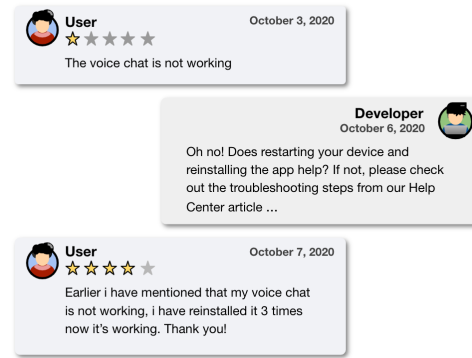 User
October 3, 2020
The voice chat is not working
Developer
October 6, 2020
Oh no! Does restarting your device and
reinstalling the app help? If not, please check
out the troubleshooting steps from our Help
Center article ...
User
October 7, 2020
Earlier i have mentioned that my voice chat
is not working, i have reinstalled it 3 times
now it's working. Thank you!